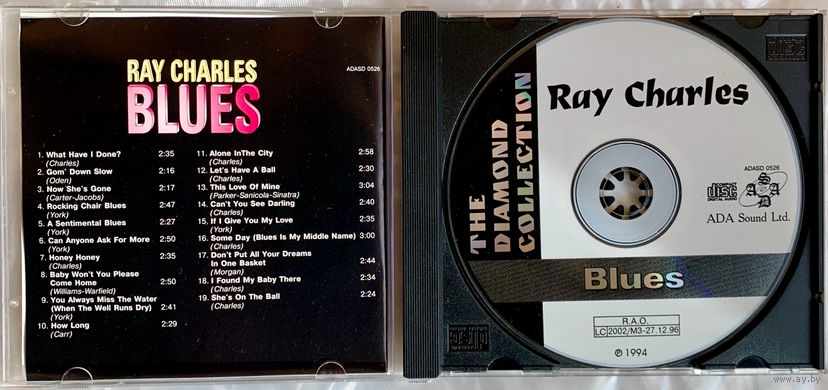 RAY CHARLES
BLUES
ADASD 0526
1. What Have I Done? 2:35
(Charles)
2. Gom' Down Slow 2:16
(Oden)
3. Now She's Gone 2:17
(Carter-Jacobs)
4. Rocking Chair Blues 2:47
(York)
5. A Sentimental Blues 2:27
(York)
6. Can Anyone Ask For More 2:50
(York)
7. Honey Honey 2:35
(Charles)
8. Baby Won't You Please
Come Home 2:50
(Williams-Warfield)
9. You Always Miss The Water
(When The Well Runs Dry) 2:41
(York)
10. How Long 2:29
(Carr)
11. Alone InThe City 2:58
(Charles)
12. Let's Have A Ball 2:30
(Charles)
13. This Love Of Mine 3:04
(Parker-Sanicola-Sinatra)
14. Can't You See Darling 2:40
(Charles)
15. If I Give You My Love 2:35
(York)
16. Some Day (Blues Is My Middle Name) 3:00
(Charles)
17. Don't Put All Your Dreams
In One Basket 2:44
(Morgan)
18. I Found My Baby There 2:34
(Charles)
19. She's On The Ball 2:24
(Charles)
THE
DIAMOND
COLLECTION
Ray Charles
ADASD 0526
COMPACT
disc
DIGITAL AUDIO
ADA Sound Ltd.
Blues
R.A.O.
LC 2002/M3-27.12.96
℗ 1994
www.ay.by